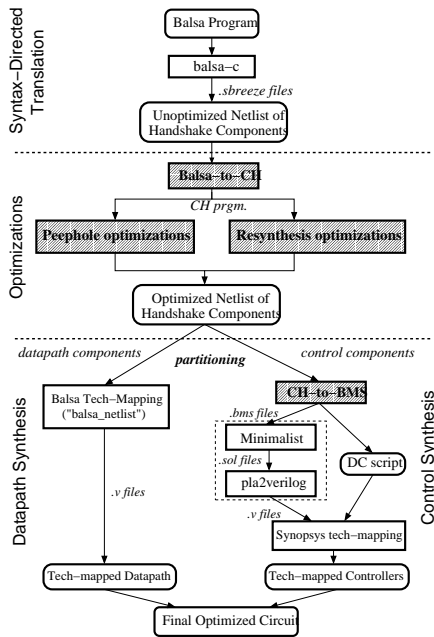 Balsa Program
balsa−c
.sbreeze files
Unoptimized Netlist of
Handshake Components
Syntax−Directed
Translation
Balsa−to−CH
CH prgm.
Peephole optimizations
Resynthesis optimizations
Optimized Netlist of
Handshake Components
Optimizations
datapath components
partitioning
control components
Balsa Tech−Mapping
("balsa_netlist")
CH−to−BMS
.bms files
Minimalist
.sol files
pla2verilog
DC script
.v files
.v files
Synopsys tech−mapping
Tech−mapped Datapath
Tech−mapped Controllers
Final Optimized Circuit
Datapath Synthesis
Control Synthesis